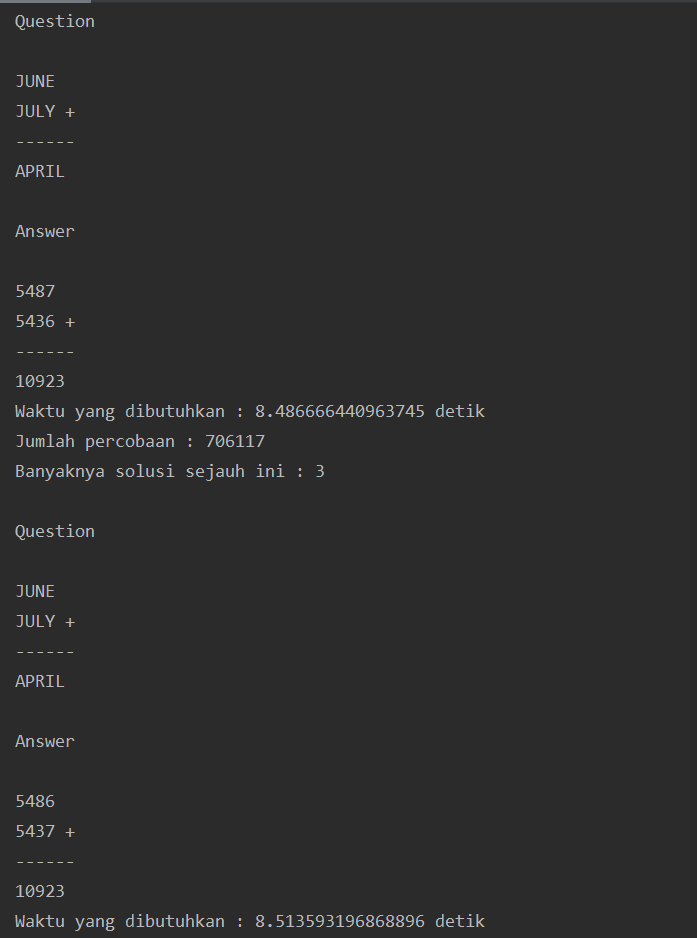 Question
JUNE
JULY +
------
APRIL
Answer
5487
5436 +
------
10923
Waktu yang dibutuhkan : 8.486666440963745 detik
Jumlah percobaan : 706117
Banyaknya solusi sejauh ini : 3
Question
JUNE
JULY +
------
APRIL
Answer
5486
5437 +
------
10923
Waktu yang dibutuhkan : 8.513593196868896 detik